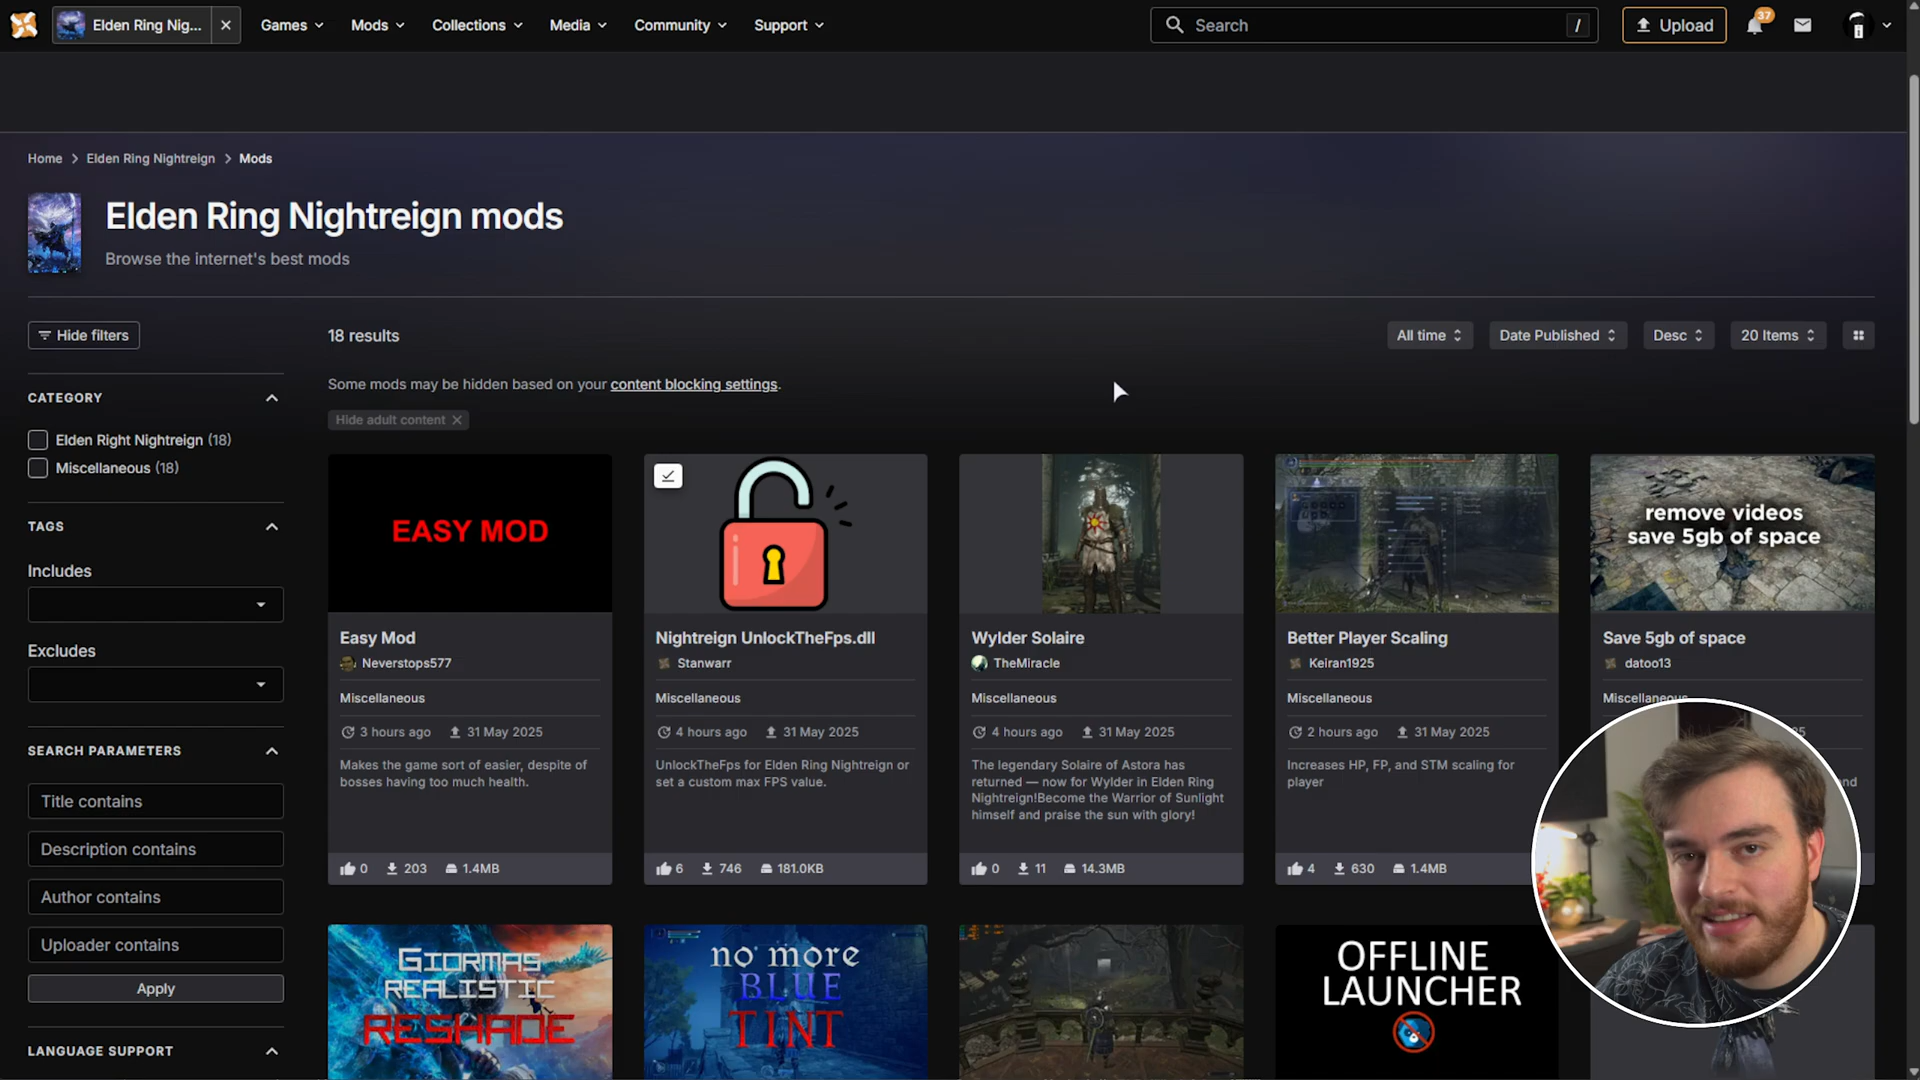 Elden Ring Nig...
Games
Mods
Collections
Media
Community
Support
Search
/
Upload
37
Home
Elden Ring Nightreign
Mods
Elden Ring Nightreign mods
Browse the internet's best mods
Hide filters
18 results
All time
Date Published
Desc
20 Items
Some mods may be hidden based on your content blocking settings.
Hide adult content
CATEGORY
Elden Right Nightreign (18)
Miscellaneous (18)
TAGS
Includes
Excludes
SEARCH PARAMETERS
Title contains
Description contains
Author contains
Uploader contains
Apply
LANGUAGE SUPPORT
EASY MOD
Easy Mod
Neverstops577
Miscellaneous
3 hours ago
31 May 2025
Makes the game sort of easier, despite of
bosses having too much health.
0
203
1.4MB
Nightreign UnlockTheFps.dll
Stanwarr
Miscellaneous
4 hours ago
31 May 2025
UnlockTheFps for Elden Ring Nightreign or
set a custom max FPS value.
6
746
181.0KB
Wylder Solaire
TheMiracle
Miscellaneous
4 hours ago
31 May 2025
The legendary Solaire of Astora has
returned — now for Wylder in Elden Ring
Nightreign!Become the Warrior of Sunlight
himself and praise the sun with glory!
0
11
14.3MB
Better Player Scaling
Keiran1925
Miscellaneous
2 hours ago
31 May 2025
Increases HP, FP, and STM scaling for
player
4
630
1.4MB
remove videos
save 5gb of space
Save 5gb of space
datoo13
Miscellaneous
GIORMAS
REALISTIC
RESHADE
no more
BLUE
TINT
OFFLINE
LAUNCHER